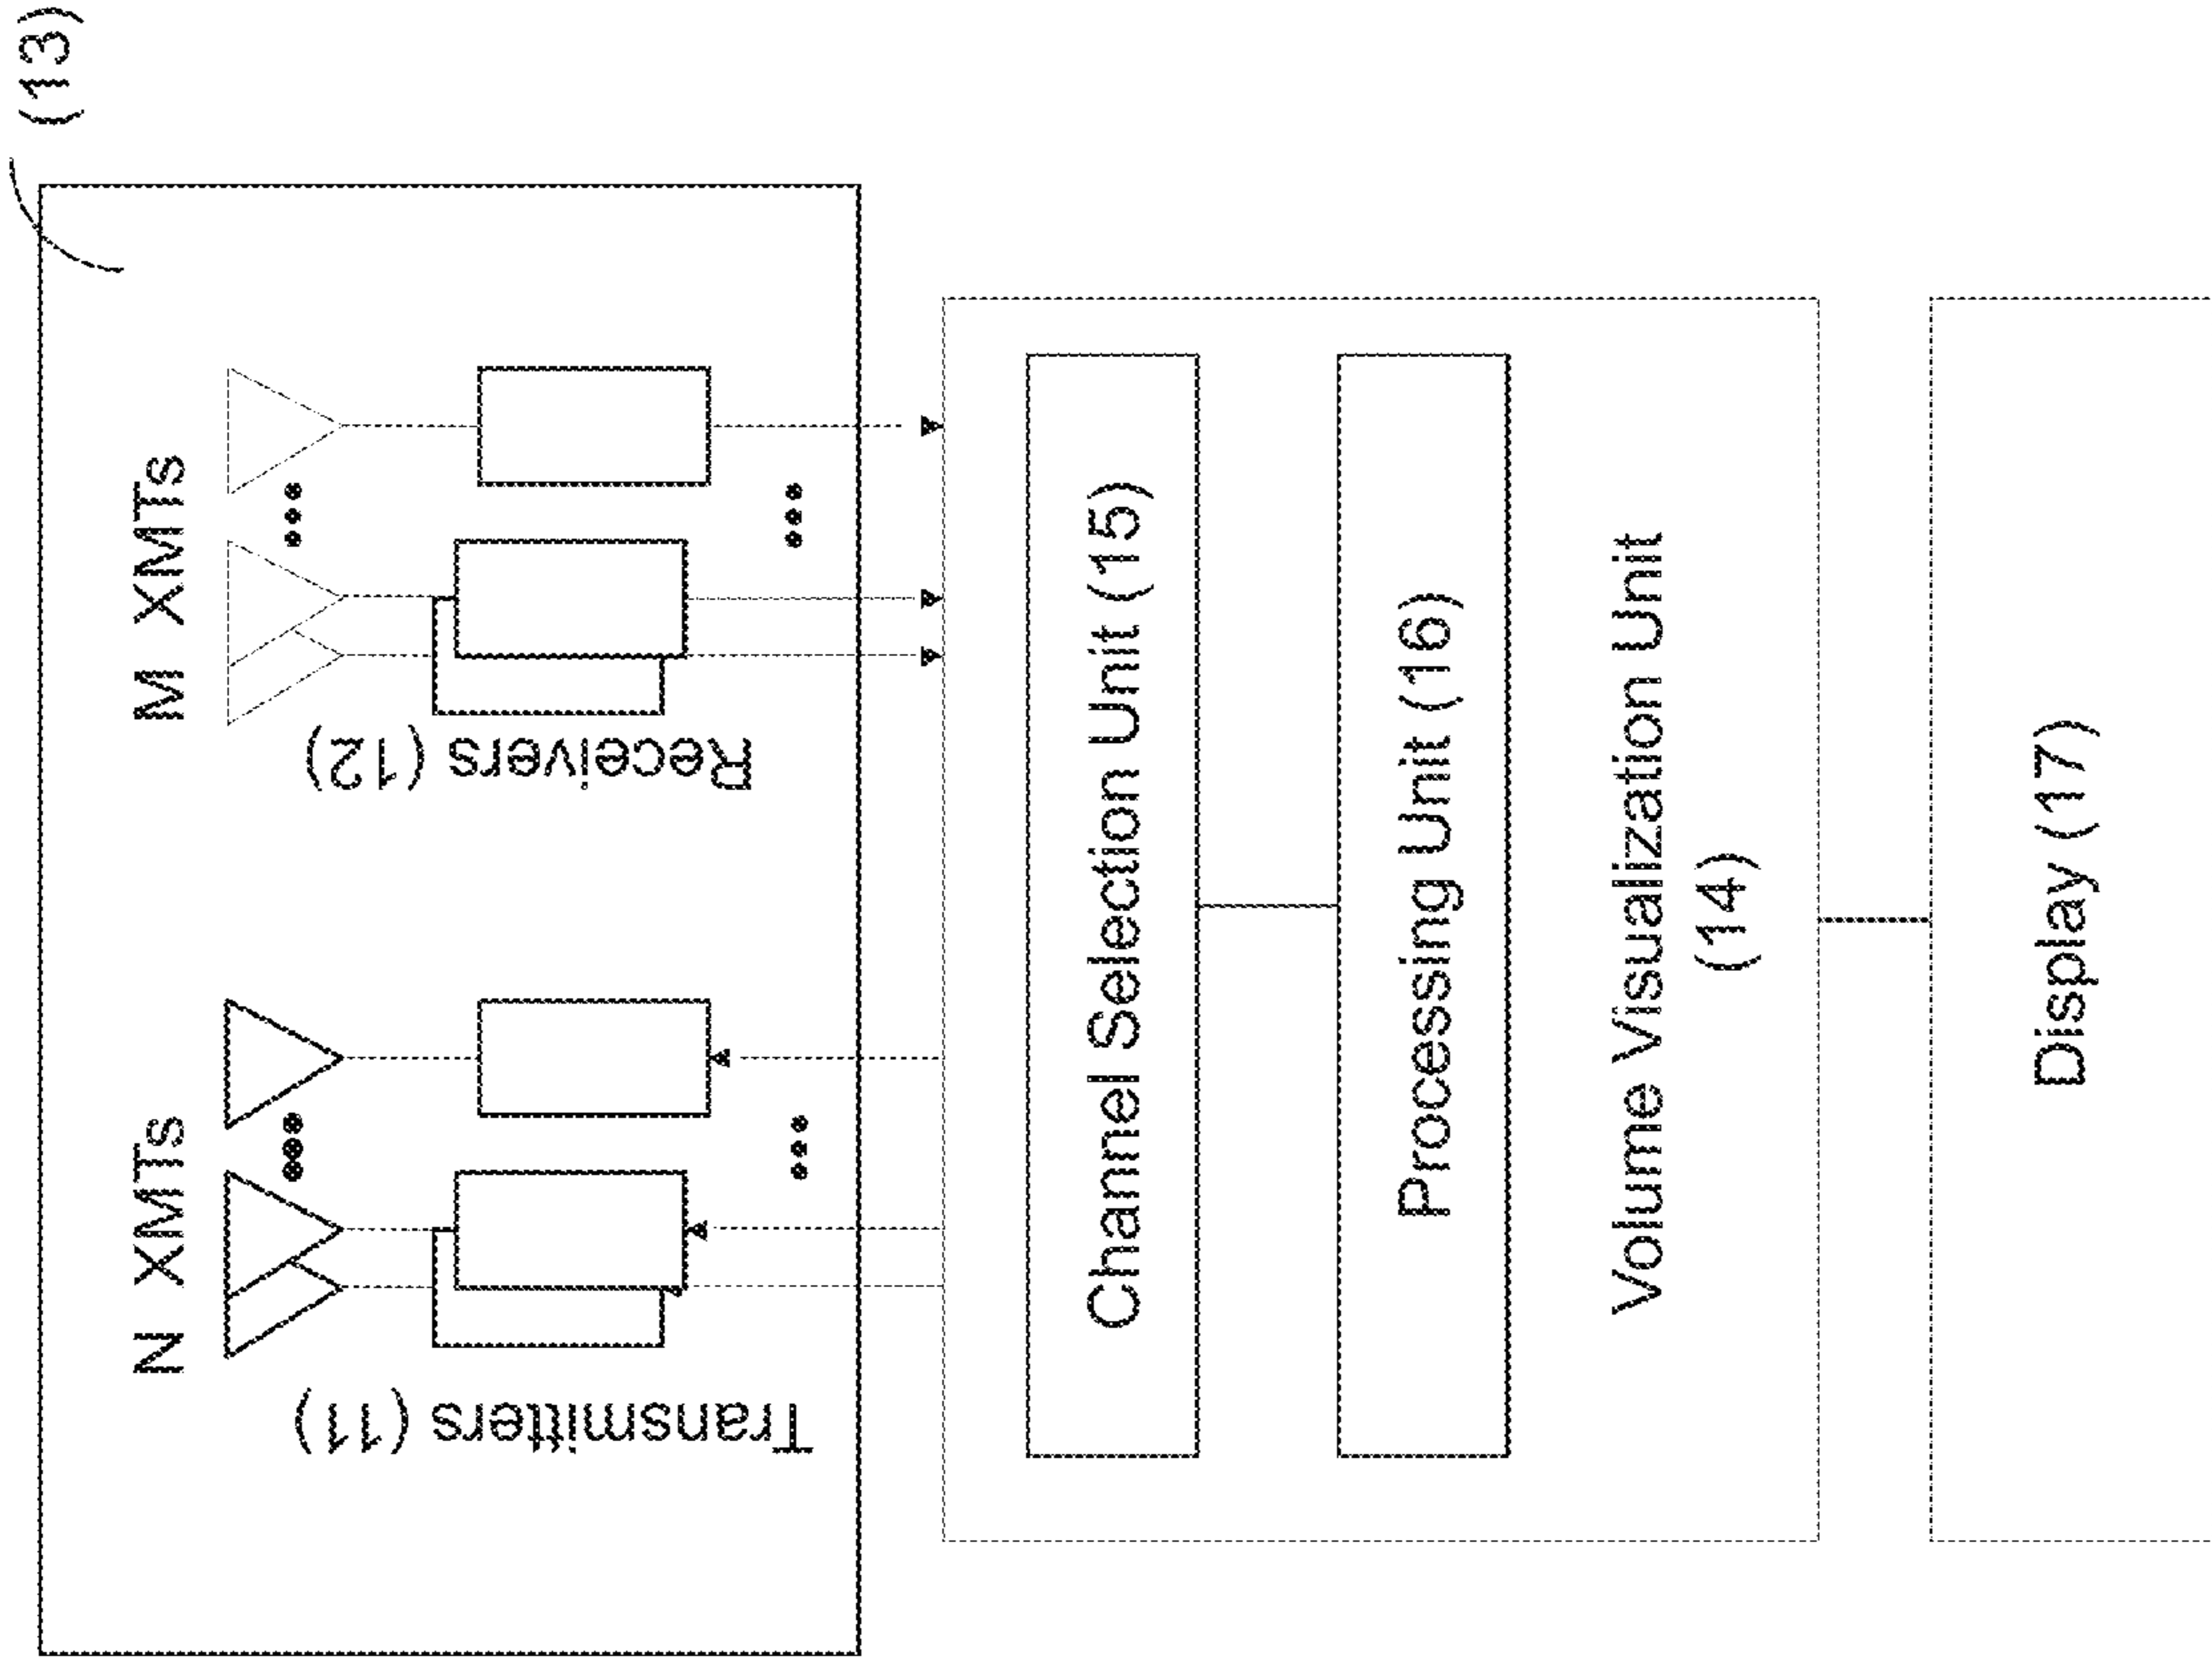 (13)
N XMTs
M XMTs
Transmitters (11)
Receivers (12)
Channel Selection Unit (15)
Processing Unit (16)
Volume Visualization Unit
(14)
Display (17)